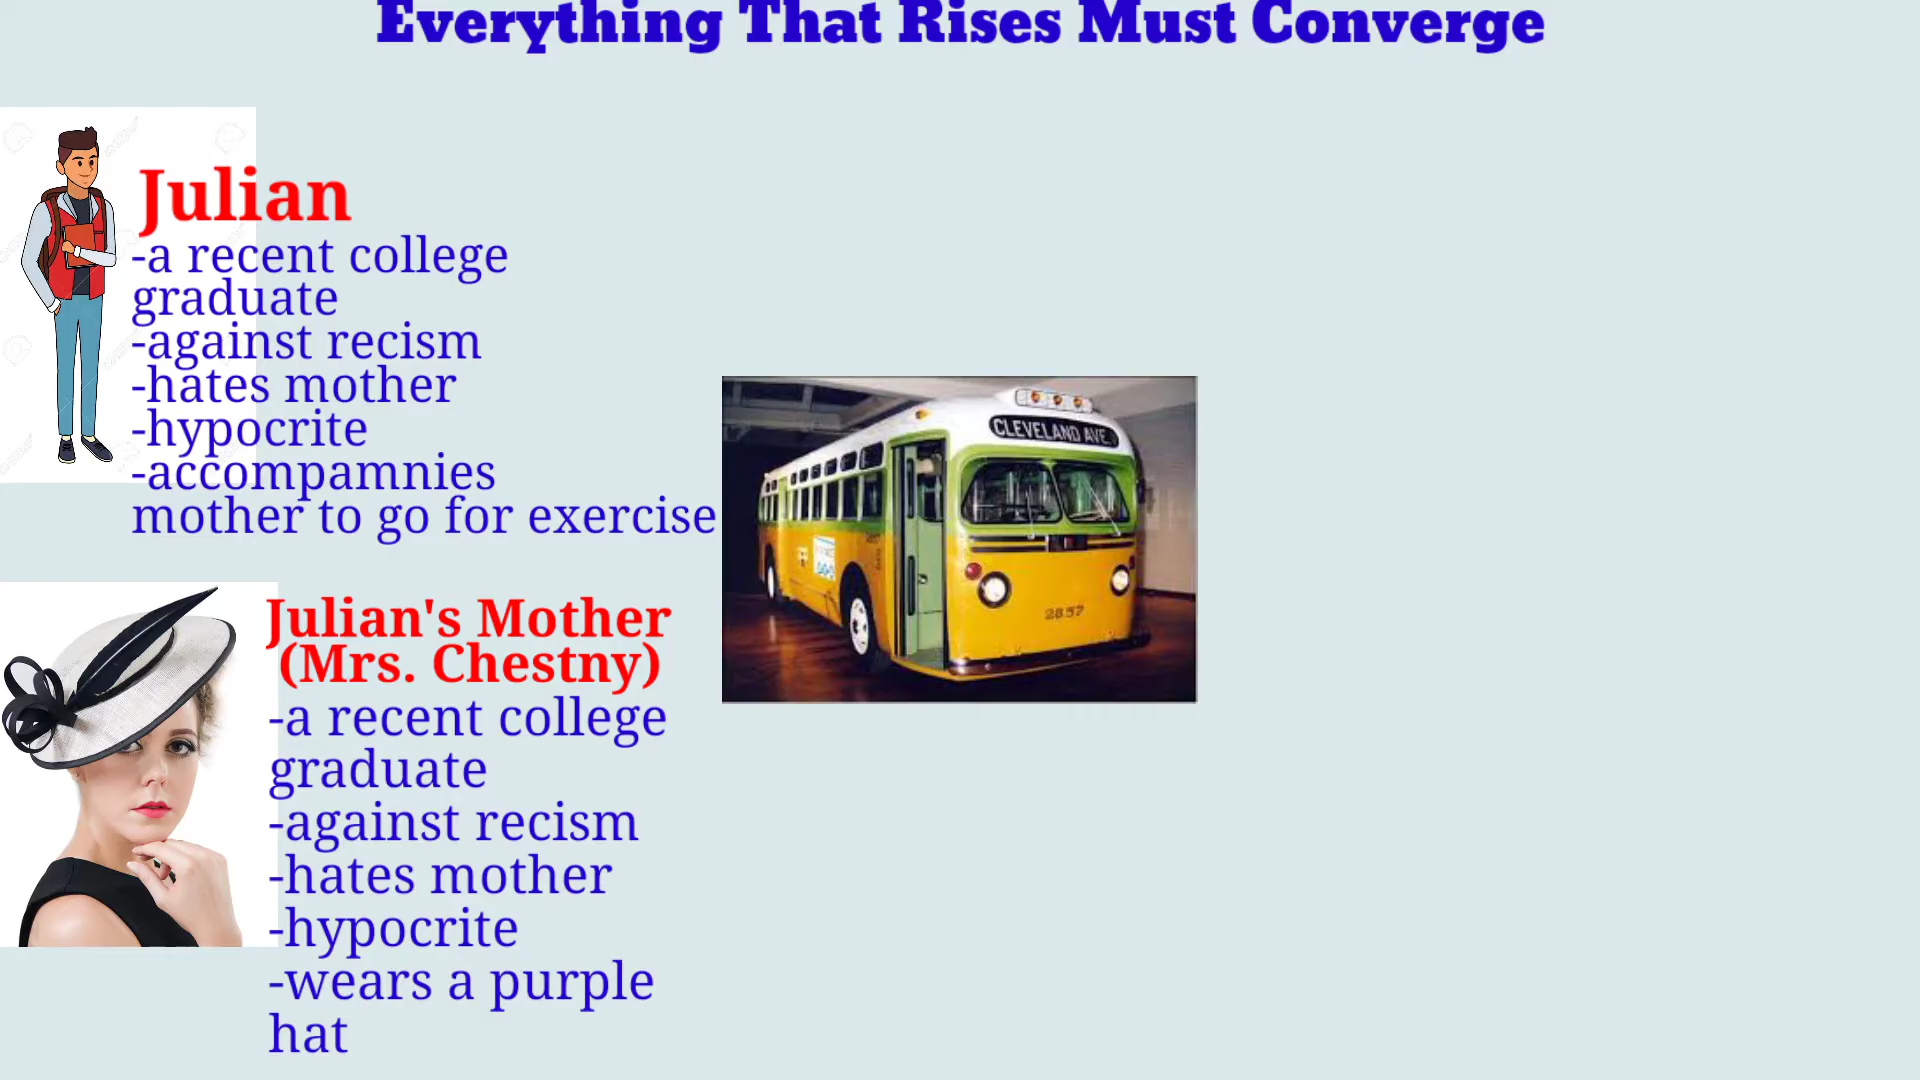 Everything That Rises Must Converge
Julian
-a recent college
graduate
-against recism
-hates mother
-hypocrite
-accompamnies
mother to go for exercise
CLEVELAND AVE.
2857
Julian's Mother
(Mrs. Chestny)
-a recent college
graduate
-against recism
-hates mother
-hypocrite
-wears a purple
hat